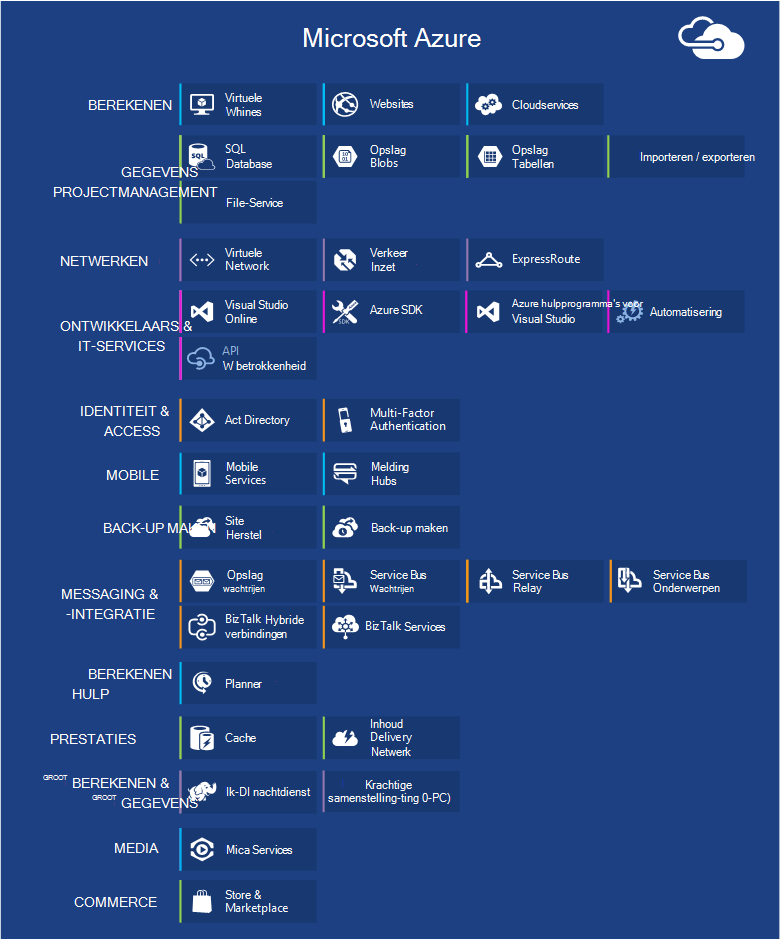 Microsoft Azure
BEREKENEN
Virtuele
Whines
Websites
Cloudservices
GEGEVENS
PROJECTMANAGEMENT
SQL
SQL
Database
10
01
Opslag
Blobs
Opslag
Tabellen
Importeren / exporteren
File-Service
NETWERKEN
Virtuele
Network
Verkeer
Inzet
ExpressRoute
ONTWIKKELAARS &
IT-SERVICES
Visual Studio
Online
SDK
Azure SDK
Azure hulpprogramma's voor
Visual Studio
Automatisering
API
W betrokkenheid
IDENTITEIT &
ACCESS
Act Directory
Multi-Factor
Authentication
MOBILE
Mobile
Services
Melding
Hubs
BACK-UP MAKEN
Site
Herstel
Back-up maken
MESSAGING &
-INTEGRATIE
Opslag
wachtrijen
Service Bus
Wachtrijen
Service Bus
Relay
Service Bus
Onderwerpen
BizTalk Hybride
verbindingen
BizTalk Services
BEREKENEN
HULP
Planner
PRESTATIES
Cache
Inhoud
Delivery
Netwerk
GROOT BEREKENEN &
GROOT GEGEVENS
Ik-DI nachtdienst
Krachtige
samenstelling-ting 0-PC)
MEDIA
Mica Services
COMMERCE
Store &
Marketplace